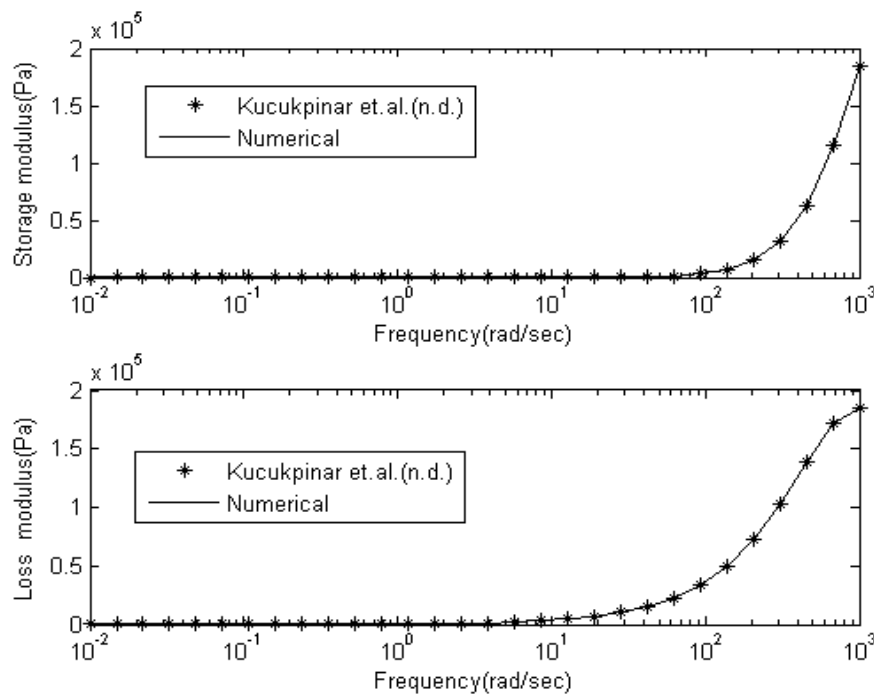 × 10^5
2
1.5
1
0.5
0
Storage modulus(Pa)
Kucukpinar et.al.(n.d.)
Numerical
10^-2 10^-1 10^0 10^1 10^2 10^3
Frequency(rad/sec)
× 10^5
2
1.5
1
0.5
0
Loss modulus(Pa)
Kucukpinar et.al.(n.d.)
Numerical
10^-2 10^-1 10^0 10^1 10^2 10^3
Frequency(rad/sec)